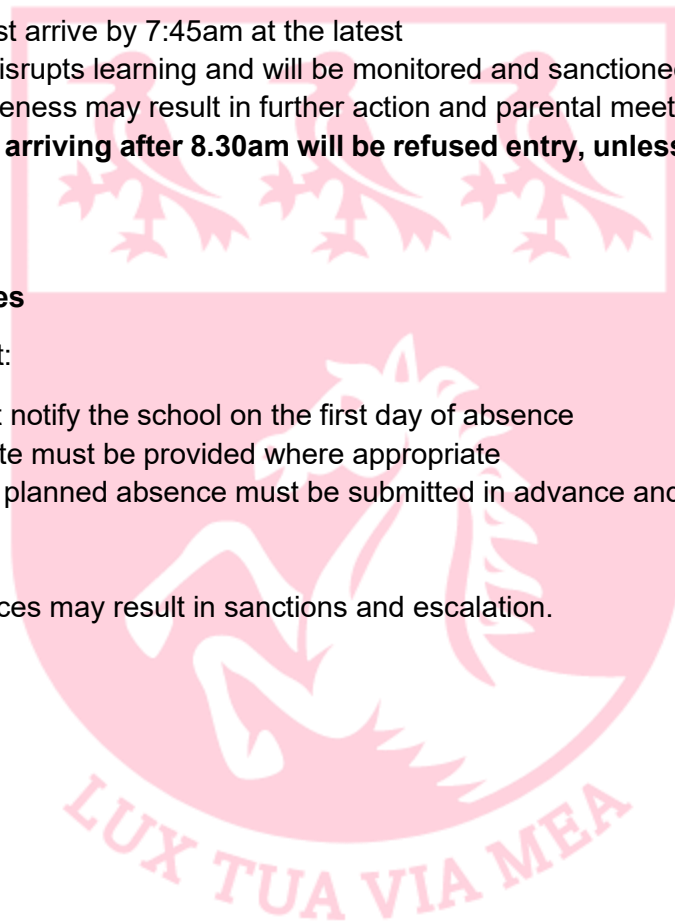 st arrive by 7:45am at the latest
isrupts learning and will be monitored and sanctioned
eness may result in further action and parental meet
arriving after 8.30am will be refused entry, unless
es
t:
t notify the school on the first day of absence
te must be provided where appropriate
planned absence must be submitted in advance and
ces may result in sanctions and escalation.
LUX TUA VIA MEA